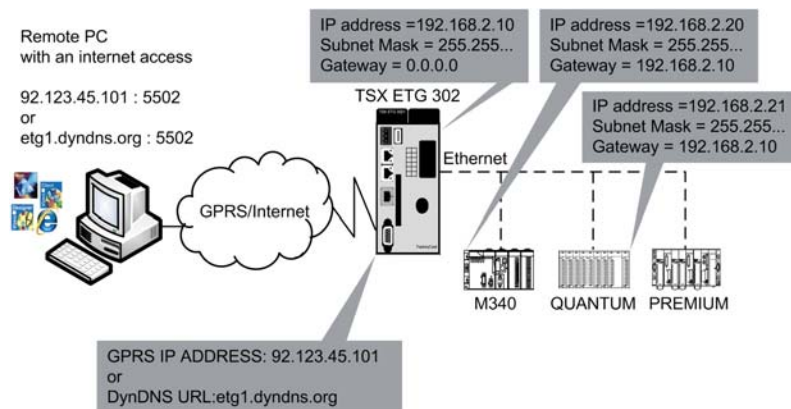 Remote PC
with an internet access
92.123.45.101 : 5502
or
etg1.dyndns.org : 5502
IP address =192.168.2.10
Subnet Mask = 255.255...
Gateway = 0.0.0.0
IP address =192.168.2.20
Subnet Mask = 255.255...
Gateway = 192.168.2.10
IP address =192.168.2.21
Subnet Mask = 255.255...
Gateway = 192.168.2.10
TSX ETG 302
Ethernet
GPRS/Internet
M340
QUANTUM
PREMIUM
GPRS IP ADDRESS: 92.123.45.101
or
DynDNS URL:etg1.dyndns.org